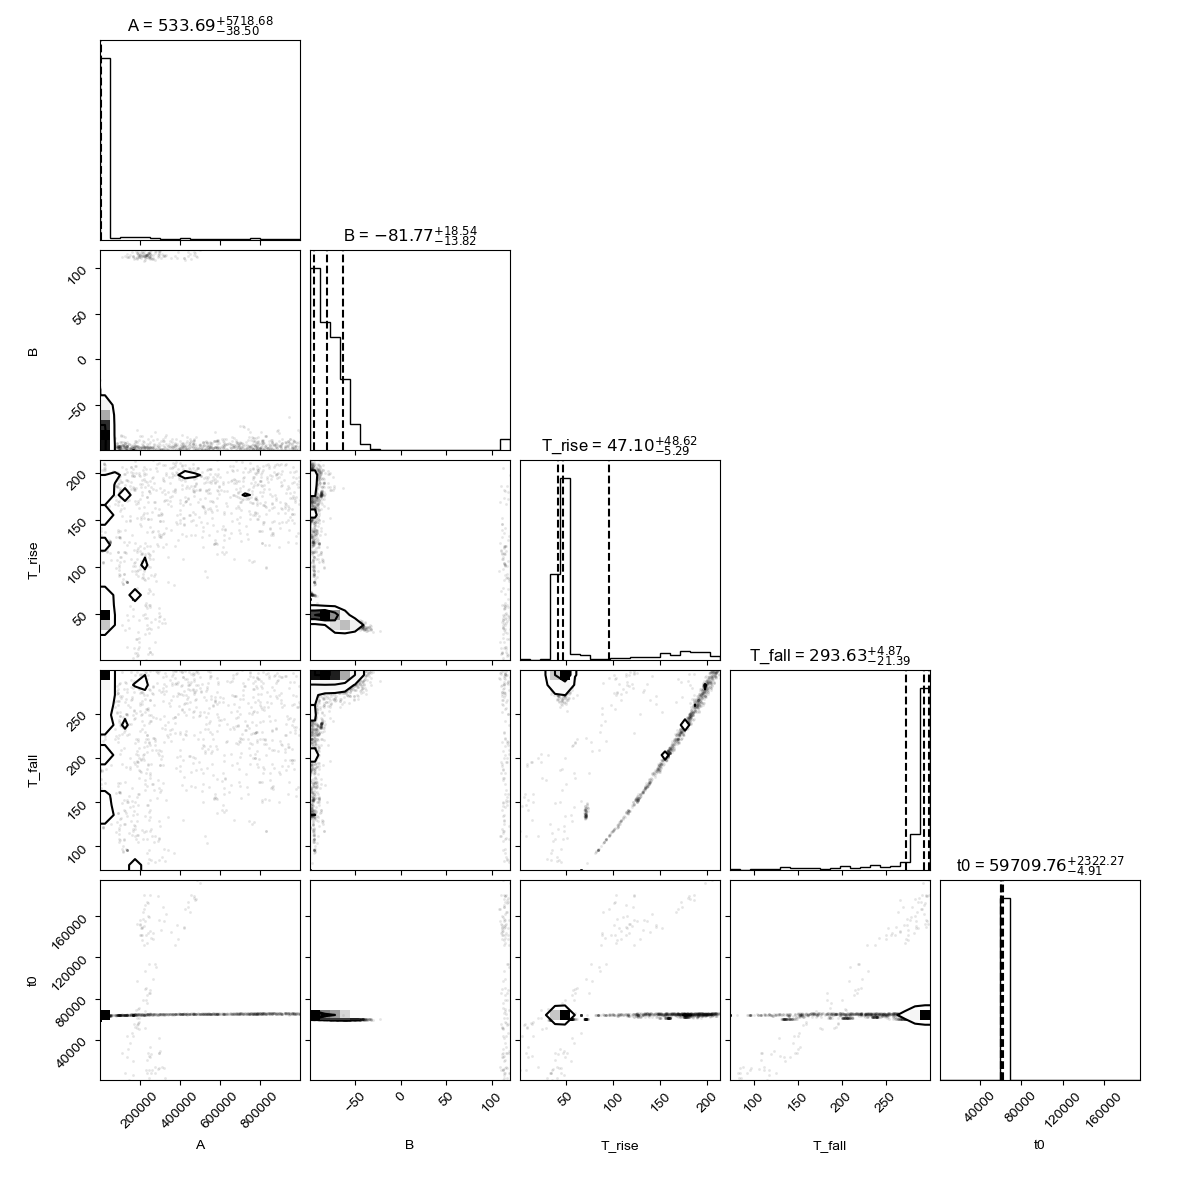 A = 533.69+5718.68−38.50
B = −81.77+18.54−13.82
100
50
0
−50
B
T_rise = 47.10+48.62−5.29
200
150
100
50
T_rise
T_fall = 293.63+4.87−21.39
250
200
150
100
T_fall
t0 = 59709.76+2322.27−4.91
160000
120000
80000
40000
t0
200000 400000 600000 800000 −50 0 50 100 50 100 150 200 100 150 200 250 40000 80000 120000 160000
A B T_rise T_fall t0